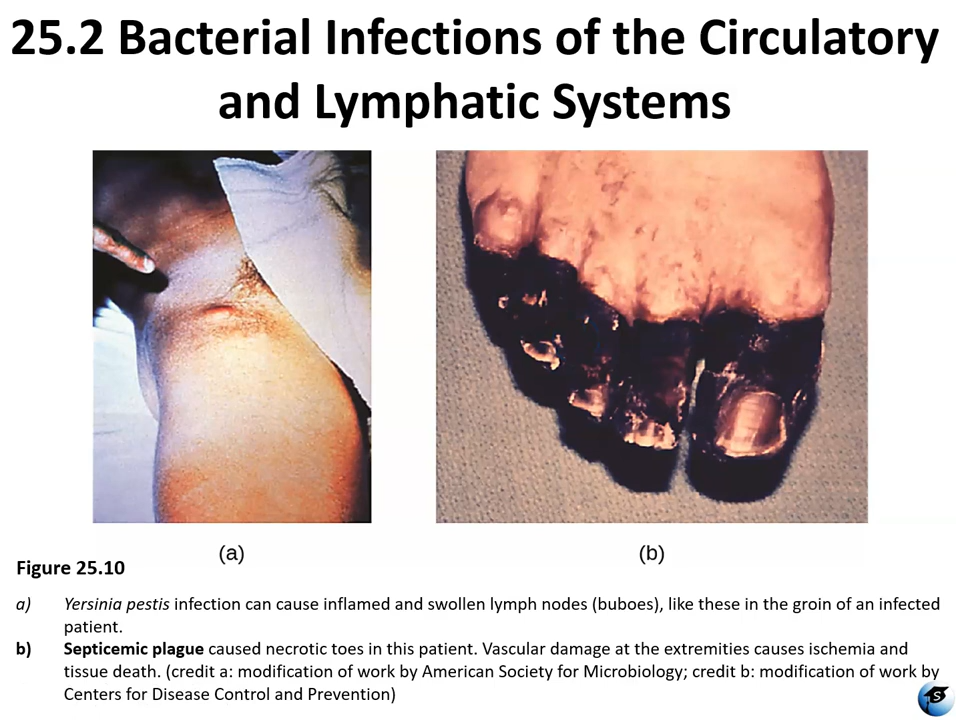 25.2 Bacterial Infections of the Circulatory
and Lymphatic Systems
(a)
(b)
Figure 25.10
a) Yersinia pestis infection can cause inflamed and swollen lymph nodes (buboes), like these in the groin of an infected
patient.
b) Septicemic plague caused necrotic toes in this patient. Vascular damage at the extremities causes ischemia and
tissue death. (credit a: modification of work by American Society for Microbiology; credit b: modification of work by
Centers for Disease Control and Prevention)
S